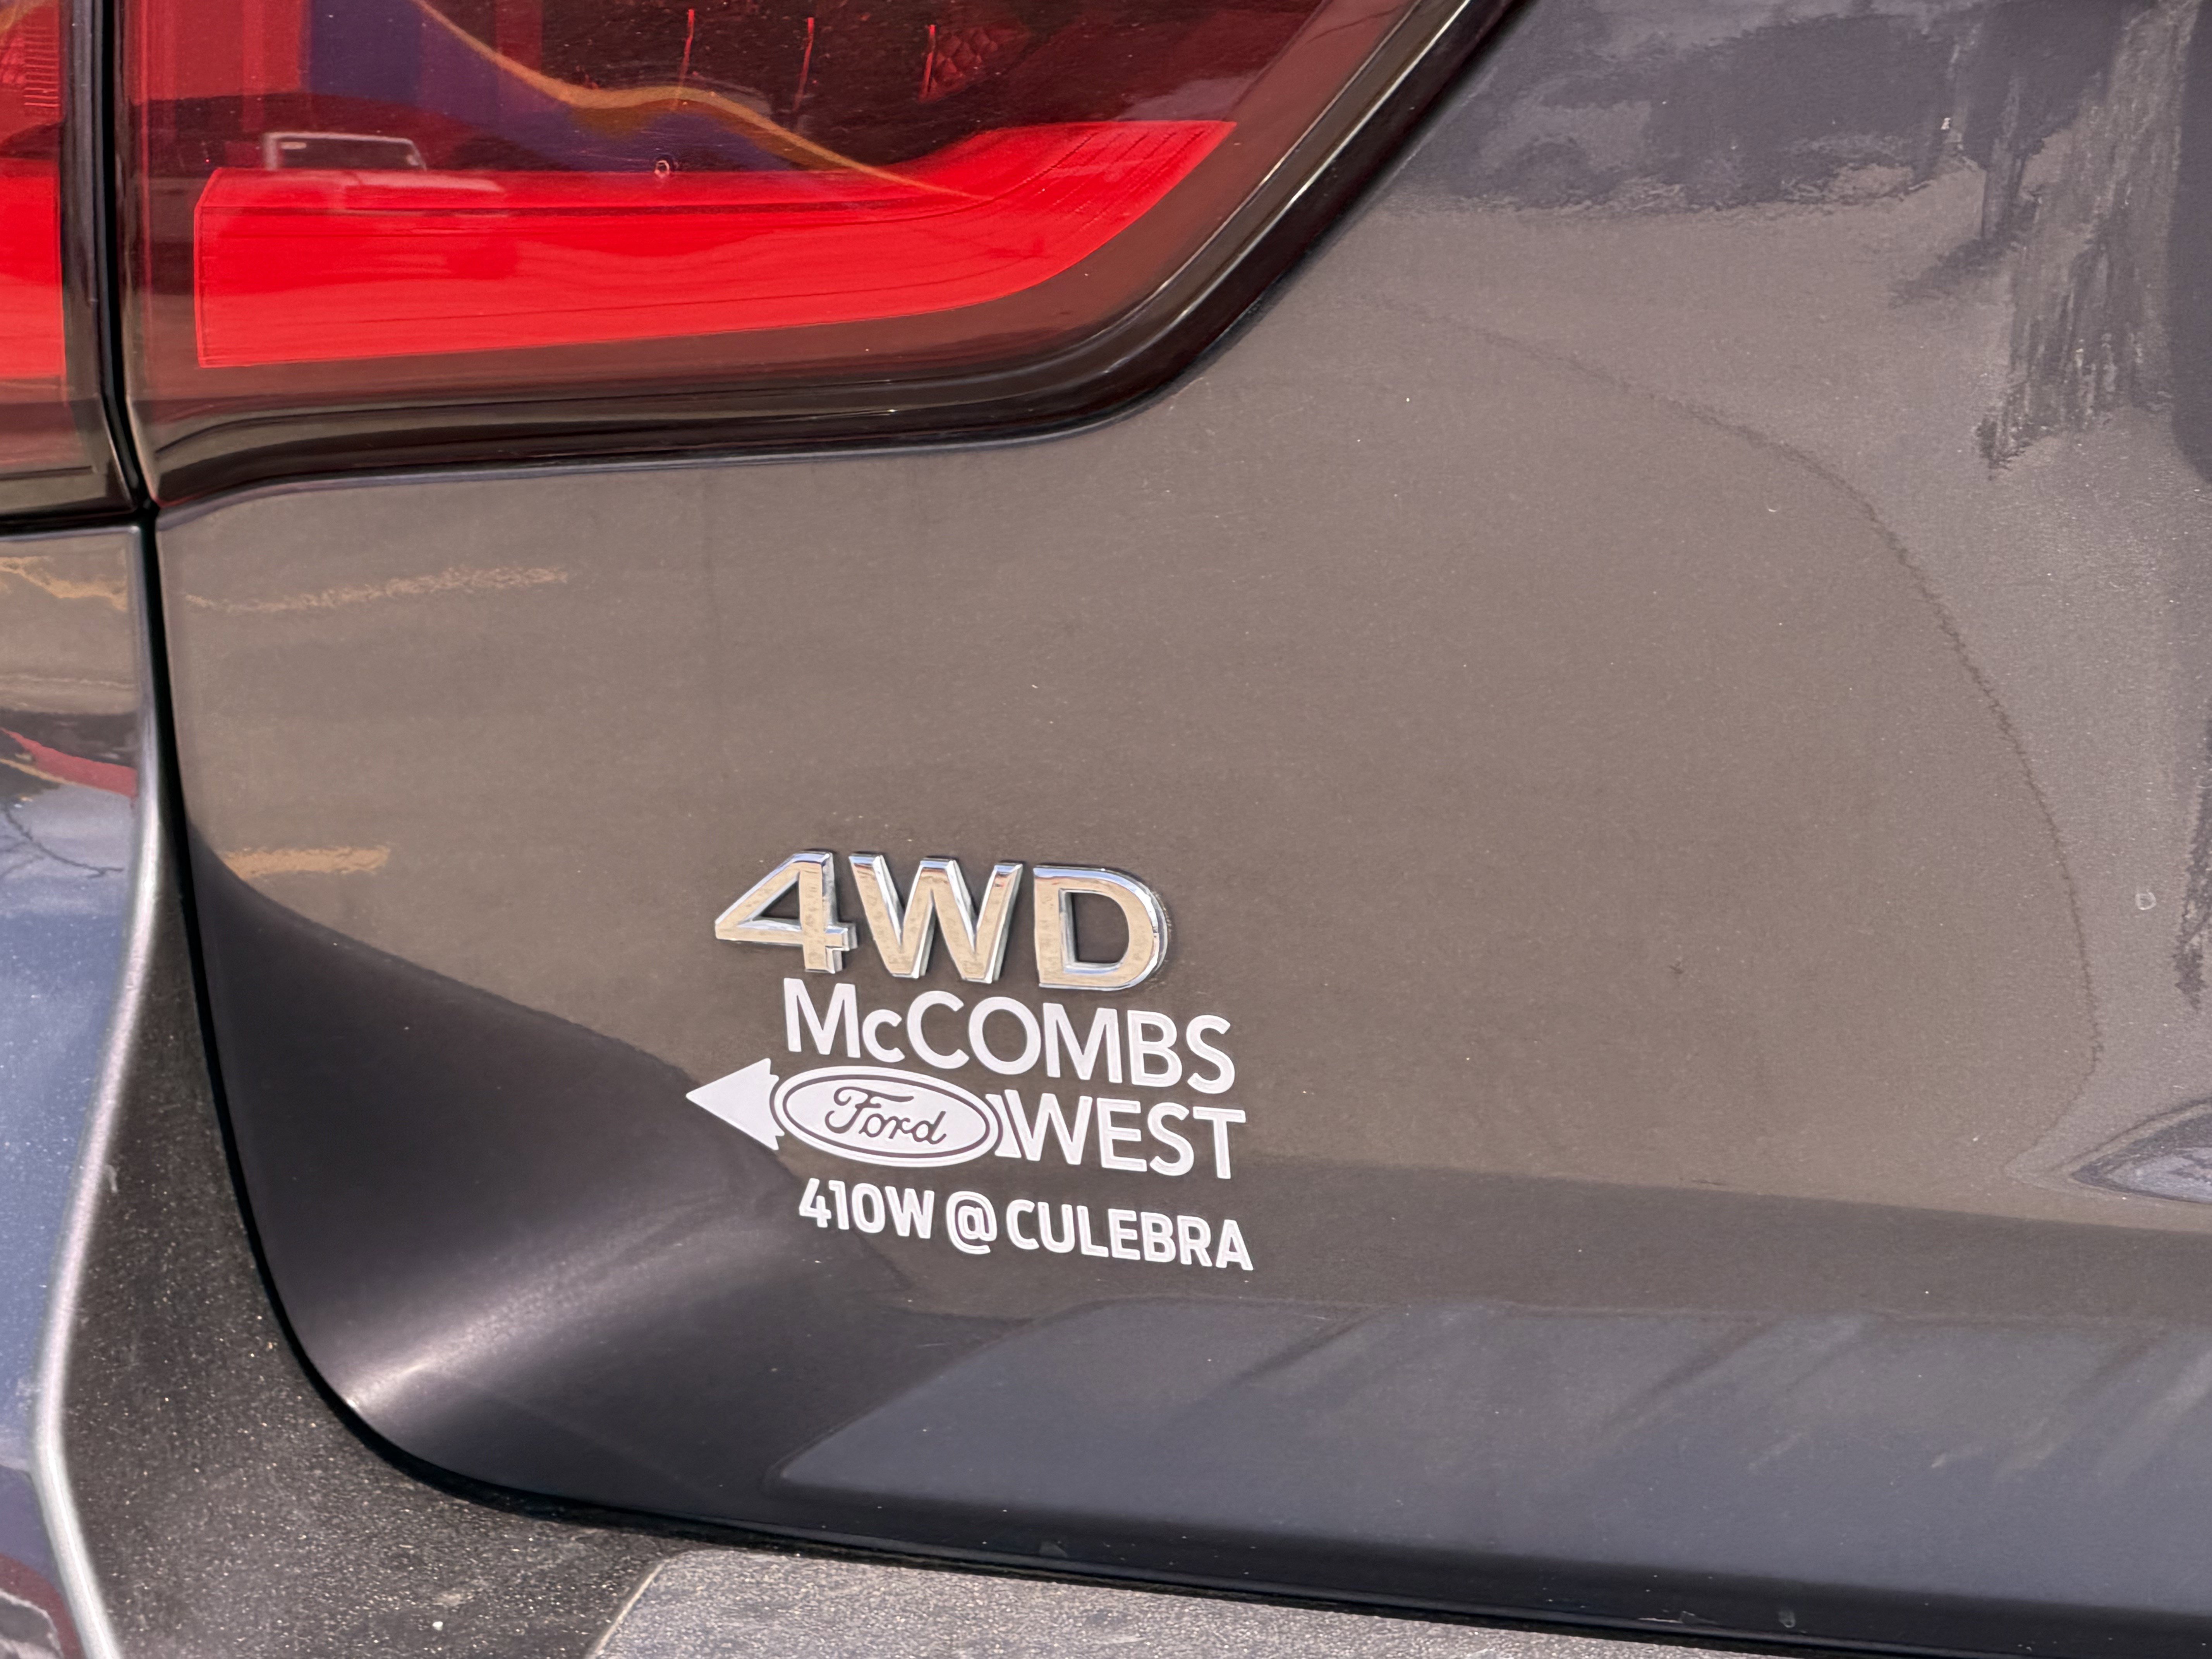 4WD
McCOMBS
Ford WEST
410W @ CULEBRA